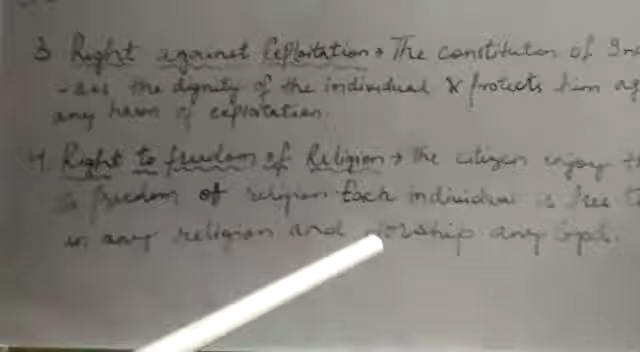 3 Right against Exploitation → The constitution of Ind
the dignity of the individual & protects him ag
any harm of exploitation.
4 Right to freedom of Religion → The citizen enjoy th
freedom of religion Each individual is free t
in any religion and worship any God.